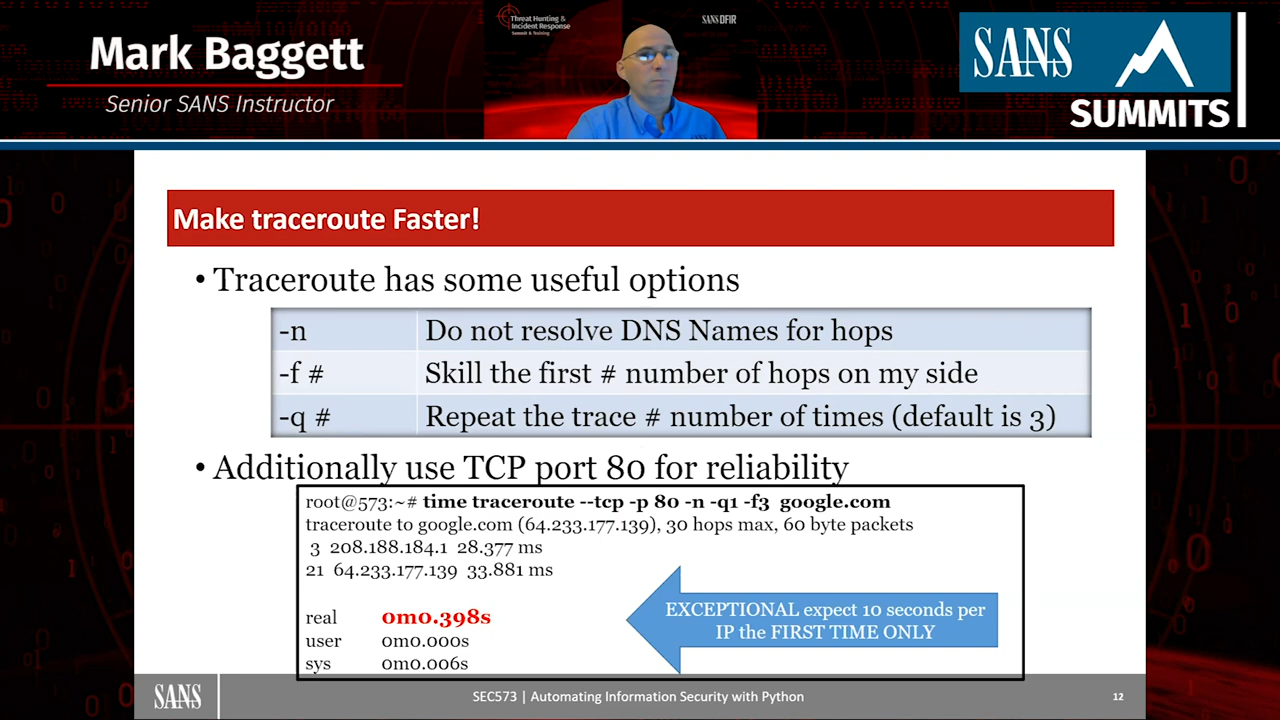 Mark Baggett
Senior SANS Instructor
Threat Hunting &
Incident Response
Summit & Training
SANS DFIR
SANS
SUMMITS
Make traceroute Faster!
• Traceroute has some useful options
-n Do not resolve DNS Names for hops
-f # Skill the first # number of hops on my side
-q # Repeat the trace # number of times (default is 3)
• Additionally use TCP port 80 for reliability
root@573:~# time traceroute --tcp -p 80 -n -q1 -f3 google.com
traceroute to google.com (64.233.177.139), 30 hops max, 60 byte packets
3 208.188.184.1 28.377 ms
21 64.233.177.139 33.881 ms
real 0m0.398s
user 0m0.000s
sys 0m0.006s
EXCEPTIONAL expect 10 seconds per
IP the FIRST TIME ONLY
SANS
SEC573 | Automating Information Security with Python
12